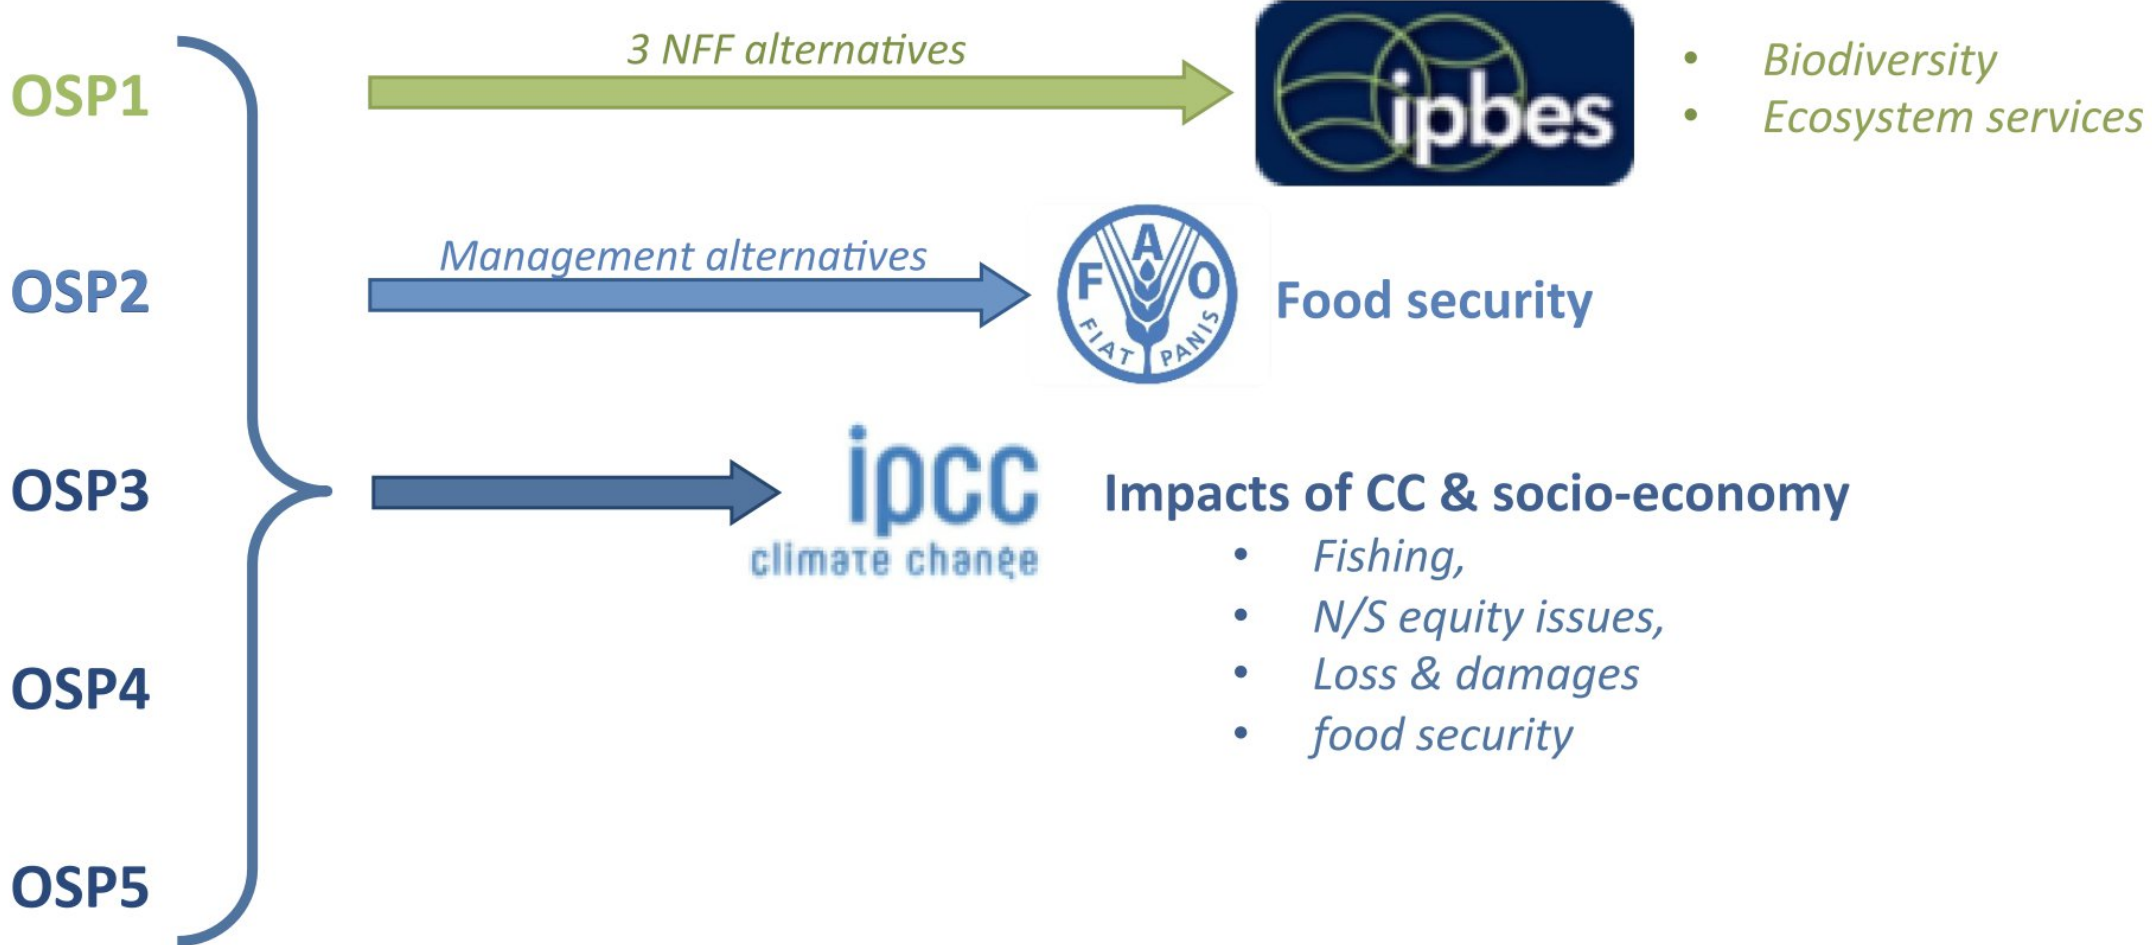 OSP1
3 NFF alternatives
ipbes
• Biodiversity
• Ecosystem services
OSP2
Management alternatives
F A O
FIAT PANIS
Food security
OSP3
ipcc
climate change
Impacts of CC & socio-economy
• Fishing,
• N/S equity issues,
• Loss & damages
• food security
OSP4
OSP5